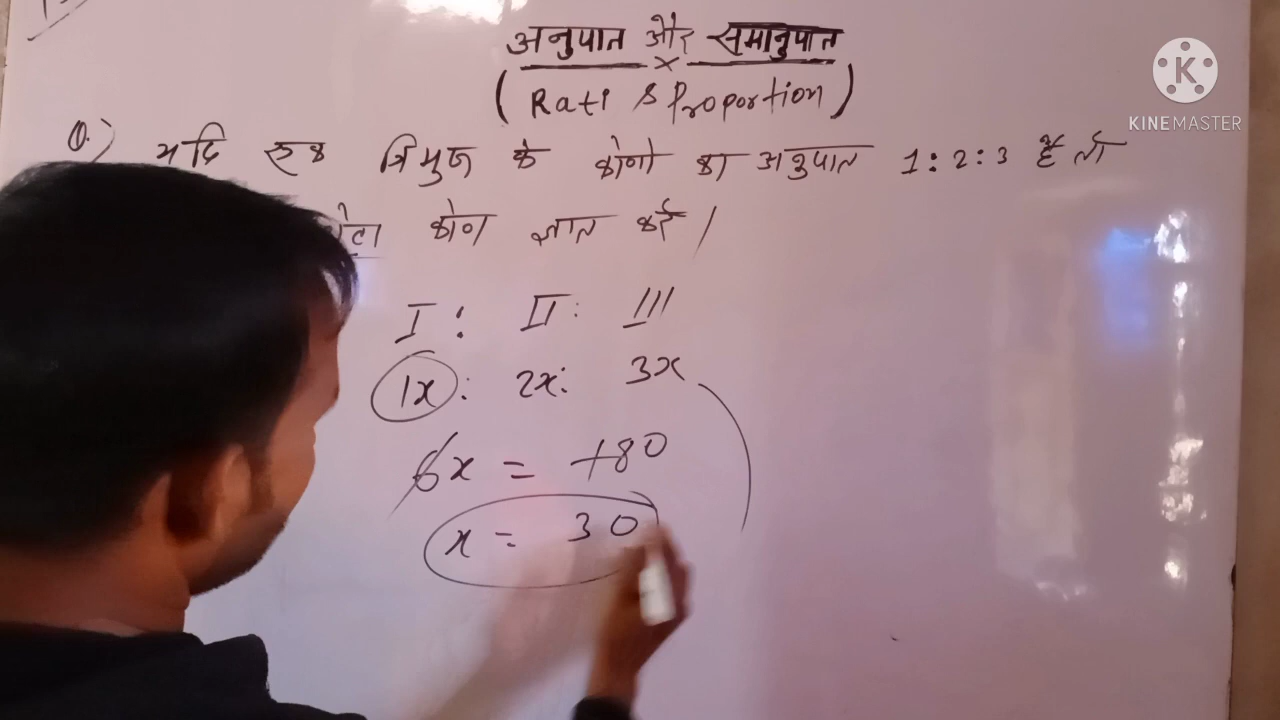 अनुपात और समानुपात
×
( Rati & Proportion )
Q.) यदि एक त्रिभुज के कोणो का अनुपात 1 : 2 : 3 है तो
कोण ज्ञात करें /
I : II : III
1x : 2x : 3x
6x = 180
x = 30
KINEMASTER